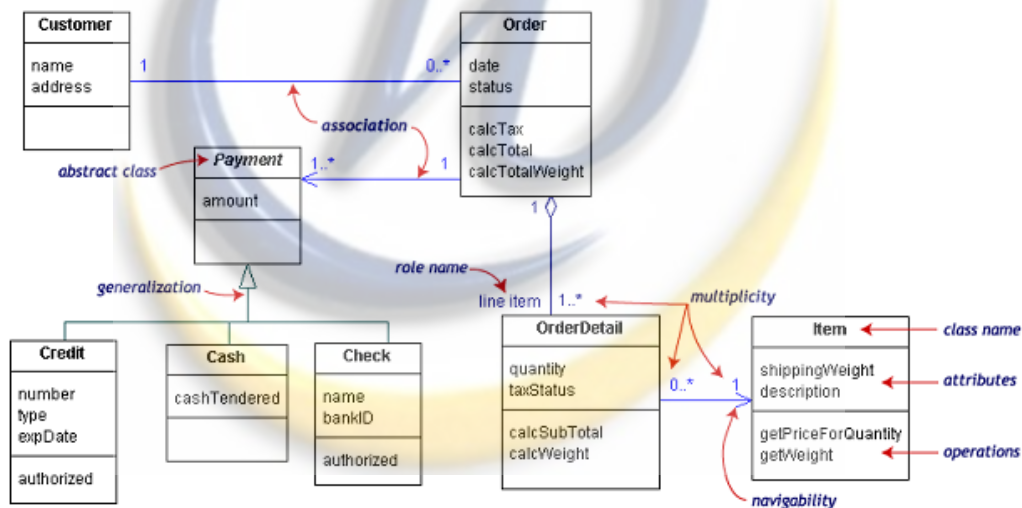 Customer
name
address
1
0..*
Order
date
status
calcTax
calcTotal
calcTotalWeight
association
abstract class
Payment
amount
1..*
1
generalization
1
role name
line item
1..*
multiplicity
Credit
number
type
expDate
authorized
Cash
cashTendered
Check
name
bankID
authorized
OrderDetail
quantity
taxStatus
calcSubTotal
calcWeight
0..*
1
Item
shippingWeight
description
getPriceForQuantity
getWeight
class name
attributes
operations
navigability